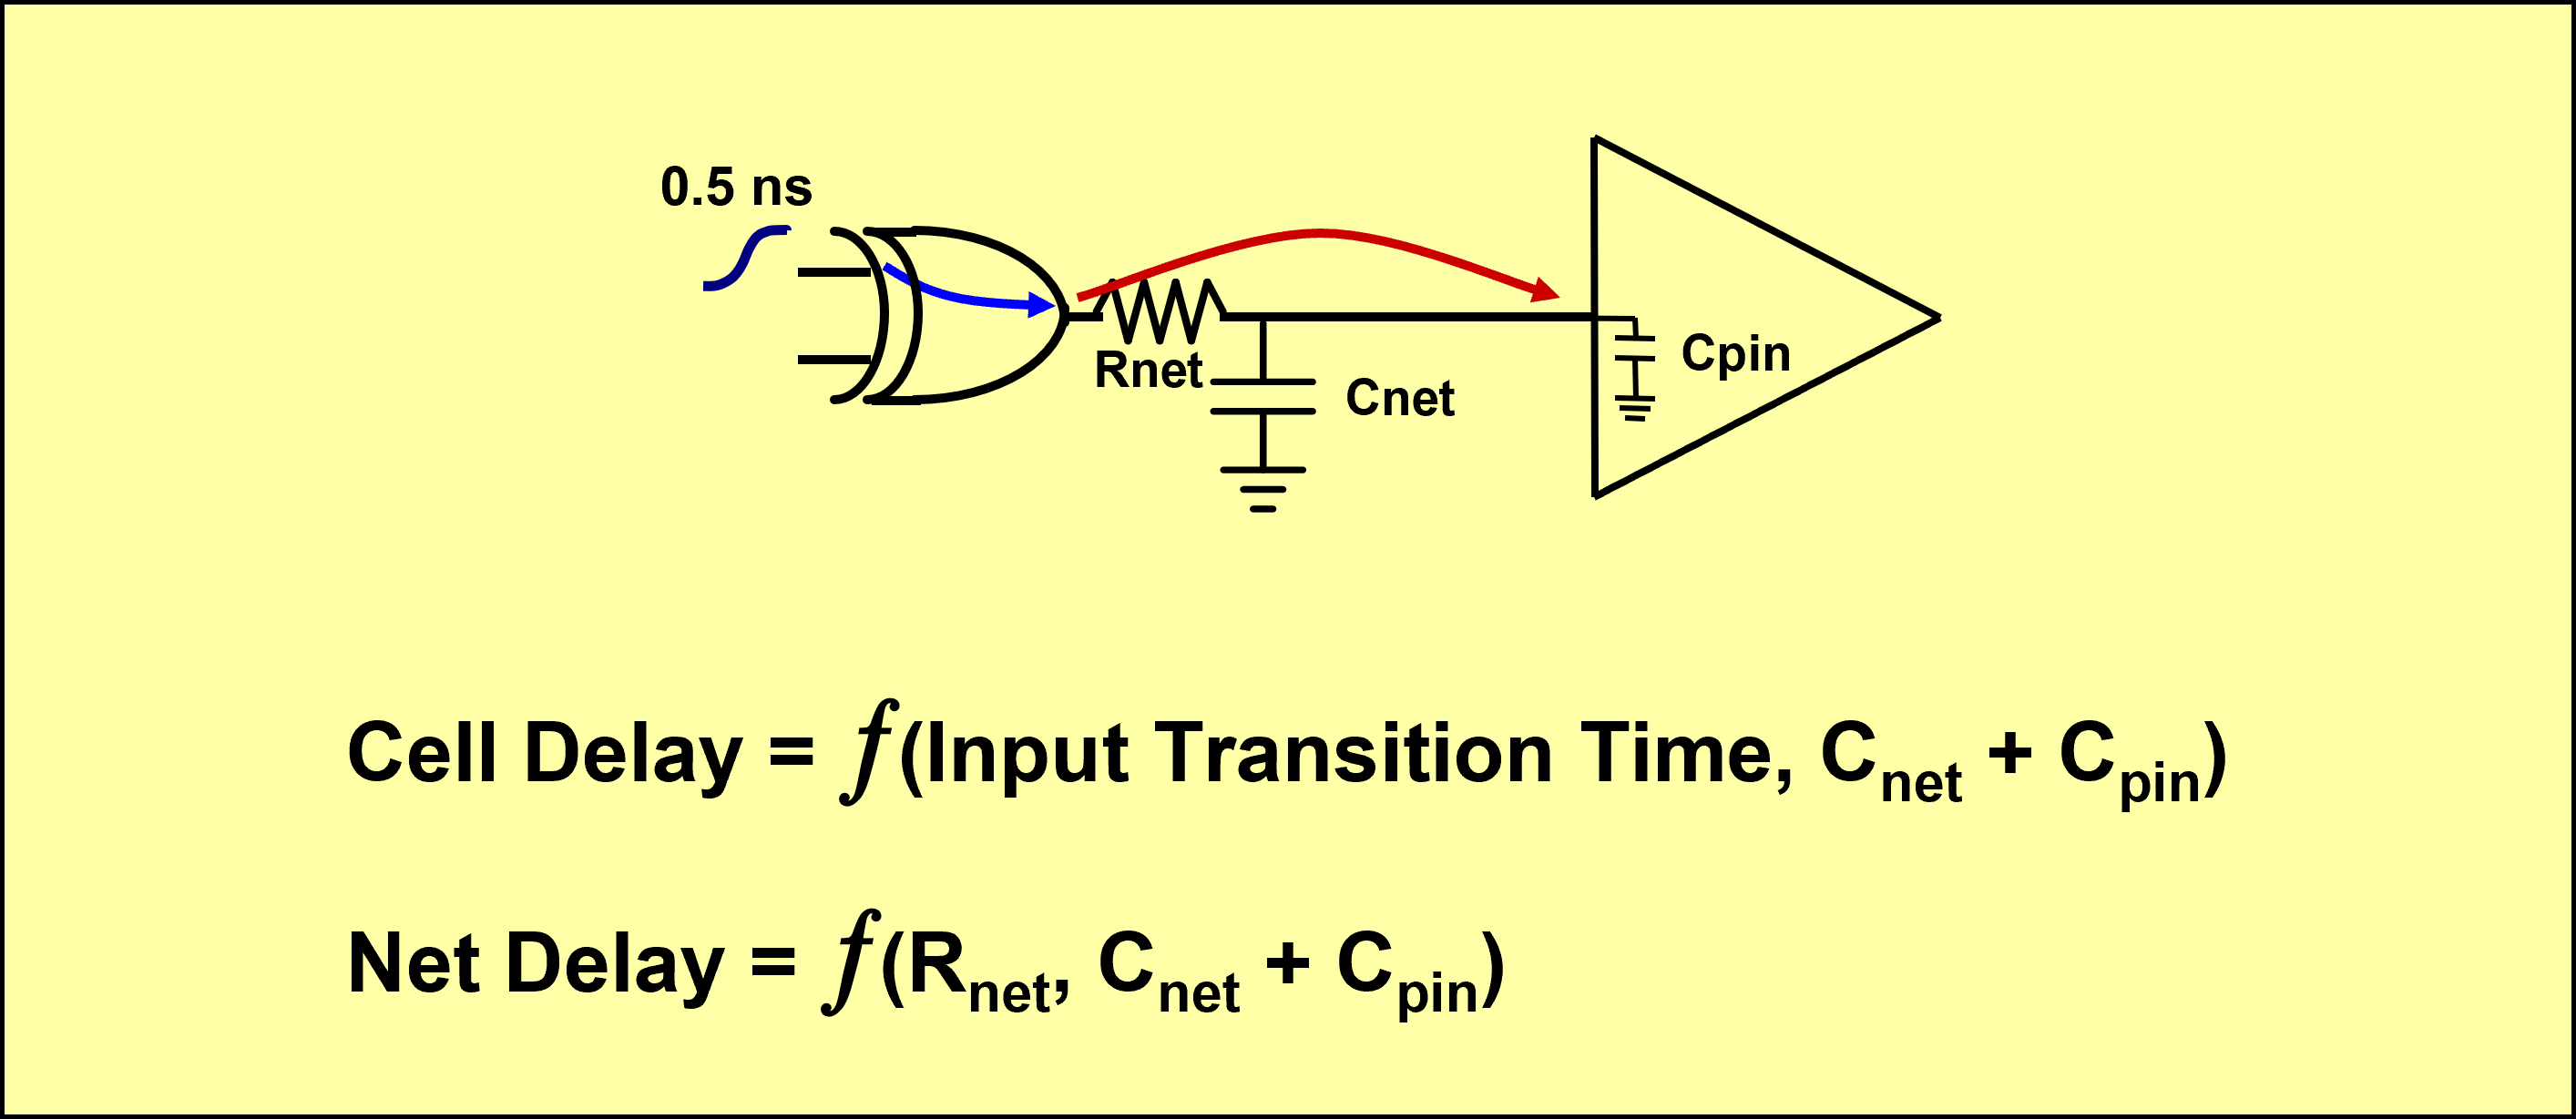 0.5 ns
Rnet
Cnet
Cpin
Cell Delay = f(Input Transition Time, Cnet + Cpin)
Net Delay = f(Rnet, Cnet + Cpin)